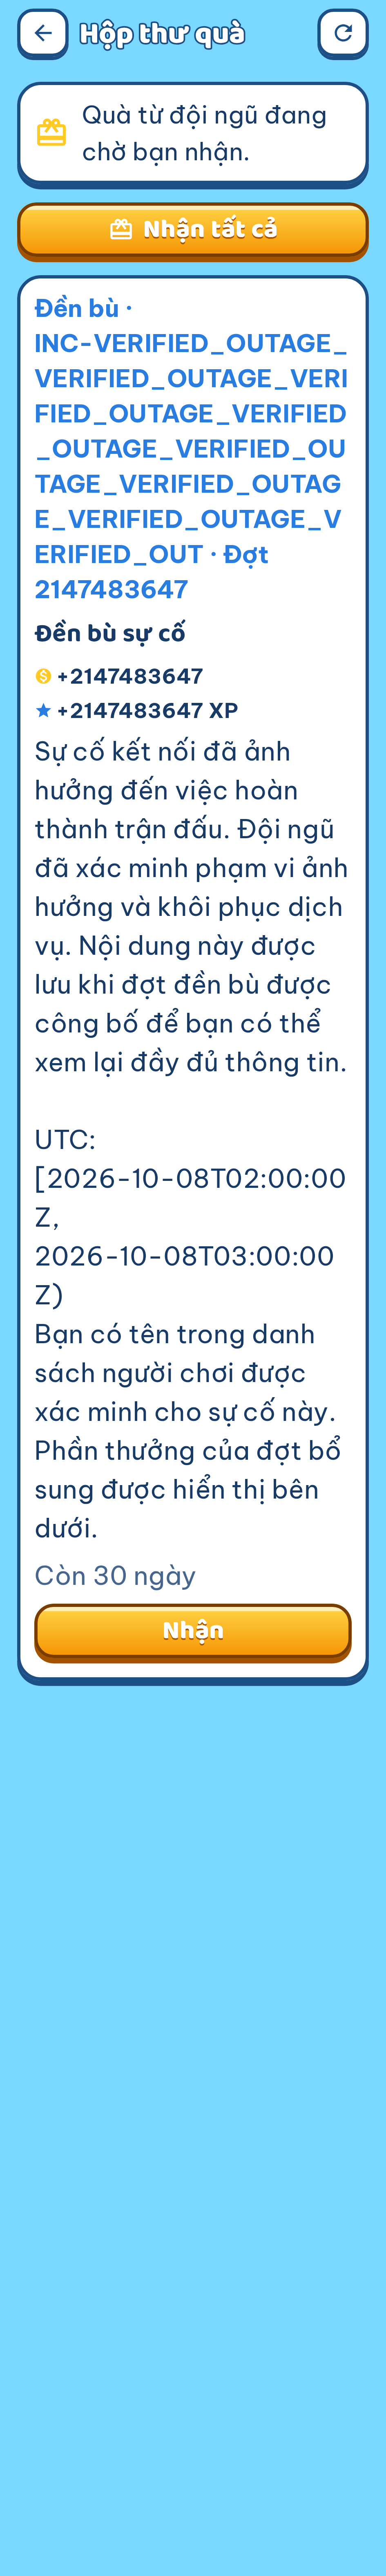 Hộp thư quà
Quà từ đội ngũ đang
chờ bạn nhận.
Nhận tất cả
Đền bù ·
INC-VERIFIED_OUTAGE_
VERIFIED_OUTAGE_VERI
FIED_OUTAGE_VERIFIED
_OUTAGE_VERIFIED_OU
TAGE_VERIFIED_OUTAG
E_VERIFIED_OUTAGE_V
ERIFIED_OUT · Đợt
2147483647
Đền bù sự cố
+2147483647
+2147483647 XP
Sự cố kết nối đã ảnh
hưởng đến việc hoàn
thành trận đấu. Đội ngũ
đã xác minh phạm vi ảnh
hưởng và khôi phục dịch
vụ. Nội dung này được
lưu khi đợt đền bù được
công bố để bạn có thể
xem lại đầy đủ thông tin.
UTC:
[2026-10-08T02:00:00
Z,
2026-10-08T03:00:00
Z)
Bạn có tên trong danh
sách người chơi được
xác minh cho sự cố này.
Phần thưởng của đợt bổ
sung được hiển thị bên
dưới.
Còn 30 ngày
Nhận